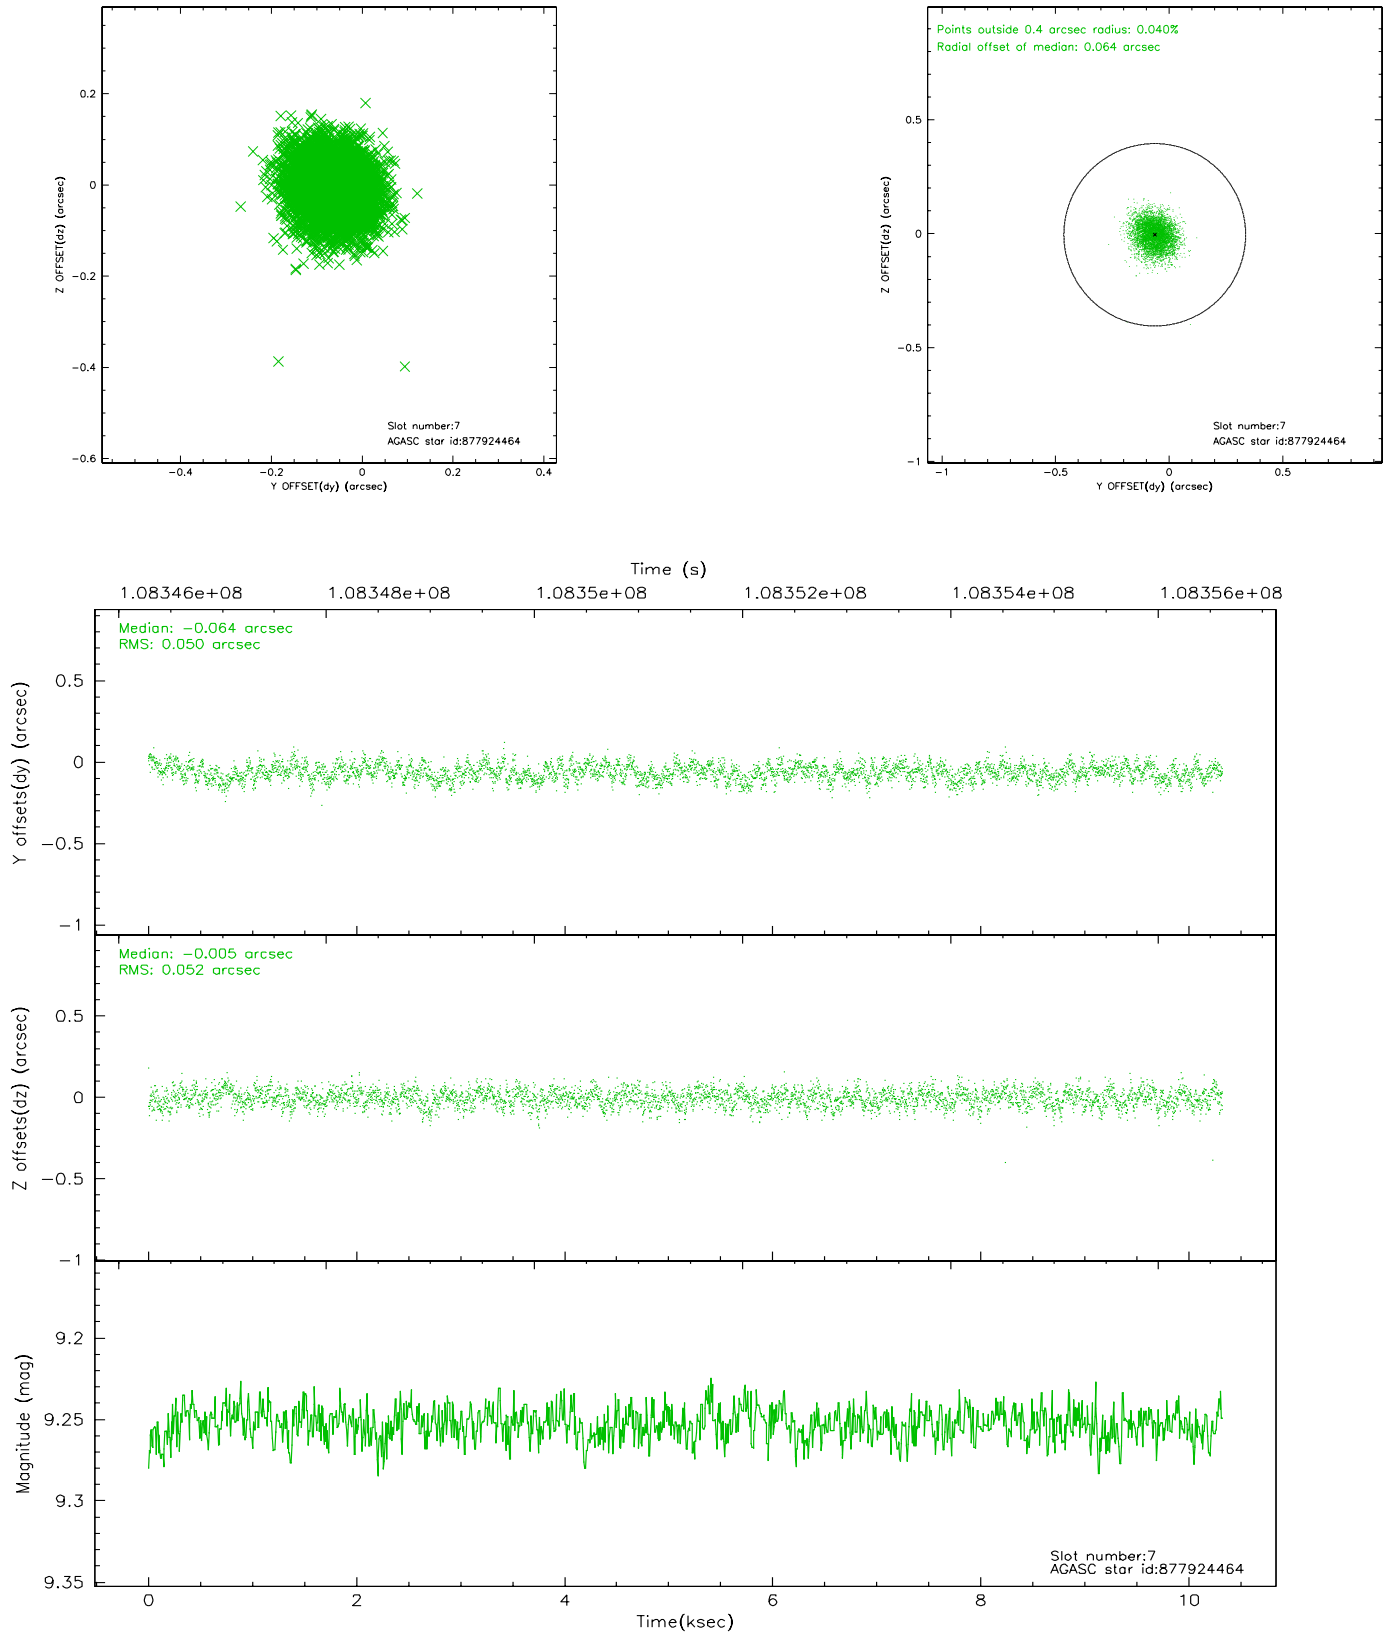 0.2
0
−0.2
−0.4
−0.6
−0.4
−0.2
0
0.2
0.4
Z OFFSET(dz) (arcsec)
Y OFFSET(dy) (arcsec)
Slot number:7
AGASC star id:877924464
Points outside 0.4 arcsec radius: 0.040%
Radial offset of median: 0.064 arcsec
0.5
0
−0.5
−1
−1
−0.5
0
0.5
Z OFFSET(dz) (arcsec)
Y OFFSET(dy) (arcsec)
Slot number:7
AGASC star id:877924464
Time (s)
1.08346e+08 1.08348e+08 1.0835e+08 1.08352e+08 1.08354e+08 1.08356e+08
Median: −0.064 arcsec
RMS: 0.050 arcsec
0.5
0
−0.5
−1
Y offsets(dy) (arcsec)
Median: −0.005 arcsec
RMS: 0.052 arcsec
0.5
0
−0.5
−1
Z offsets(dz) (arcsec)
9.2
9.25
9.3
9.35
Magnitude (mag)
Slot number:7
AGASC star id:877924464
0 2 4 6 8 10
Time(ksec)